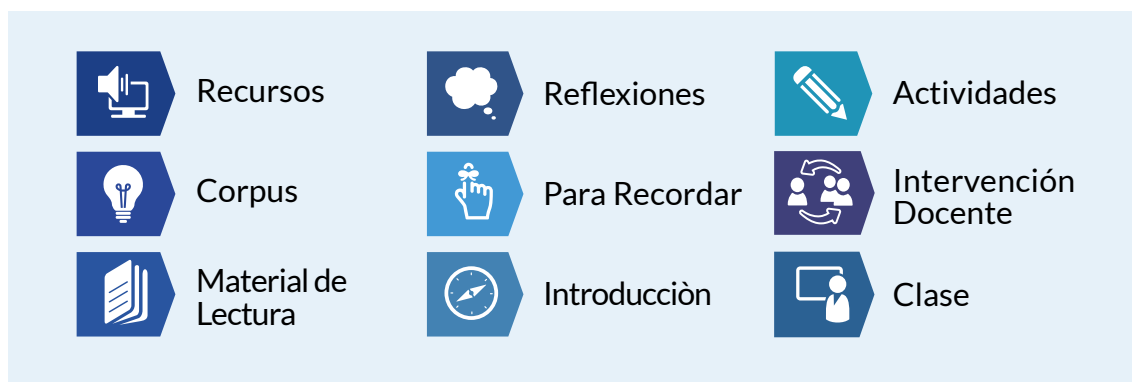 Recursos
Reflexiones
Actividades
Corpus
Para Recordar
Intervención
Docente
Material de
Lectura
Introducciòn
Clase